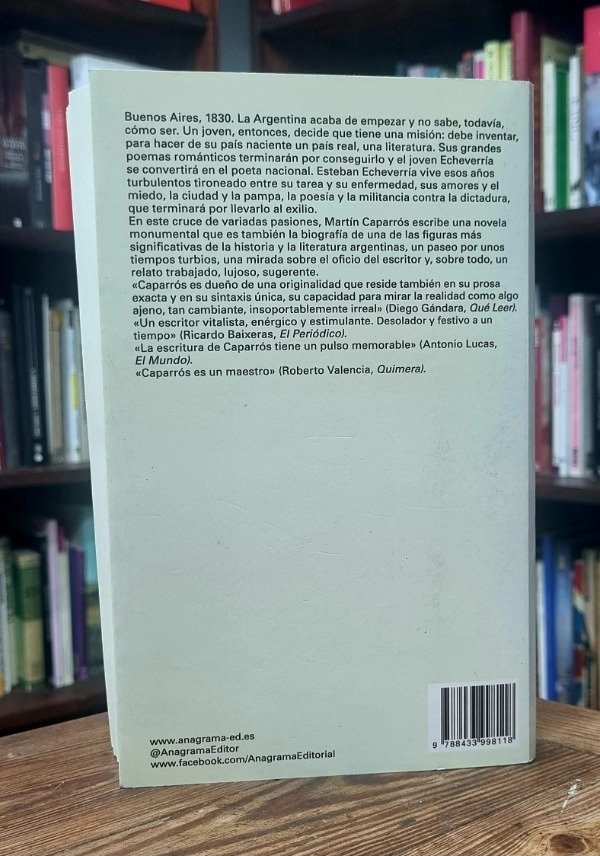 Buenos Aires, 1830. La Argentina acaba de empezar y no sabe, todavía,
cómo ser. Un joven, entonces, decide que tiene una misión: debe inventar,
para hacer de su país naciente un país real, una literatura. Sus grandes
poemas románticos terminarán por conseguirlo y el joven Echeverría
se convertirá en el poeta nacional. Esteban Echeverría vive esos años
turbulentos tironeado entre su tarea y su enfermedad, sus amores y el
miedo, la ciudad y la pampa, la poesía y la militancia contra la dictadura,
que terminará por llevarlo al exilio.
En este cruce de variadas pasiones, Martín Caparrós escribe una novela
monumental que es también la biografía de una de las figuras más
significativas de la historia y la literatura argentinas, un paseo por unos
tiempos turbios, una mirada sobre el oficio del escritor y, sobre todo, un
relato trabajado, lujoso, sugerente.
«Caparrós es dueño de una originalidad que reside también en su prosa
exacta y en su sintaxis única, su capacidad para mirar la realidad como algo
ajeno, tan cambiante, insoportablemente irreal» (Diego Gándara, Qué Leer).
«Un escritor vitalista, enérgico y estimulante. Desolador y festivo a un
tiempo» (Ricardo Baixeras, El Periódico).
«La escritura de Caparrós tiene un pulso memorable» (Antonio Lucas,
El Mundo).
«Caparrós es un maestro» (Roberto Valencia, Quimera).
www.anagrama-ed.es
@AnagramaEditor
www.facebook.com/AnagramaEditorial
9 788433 998118